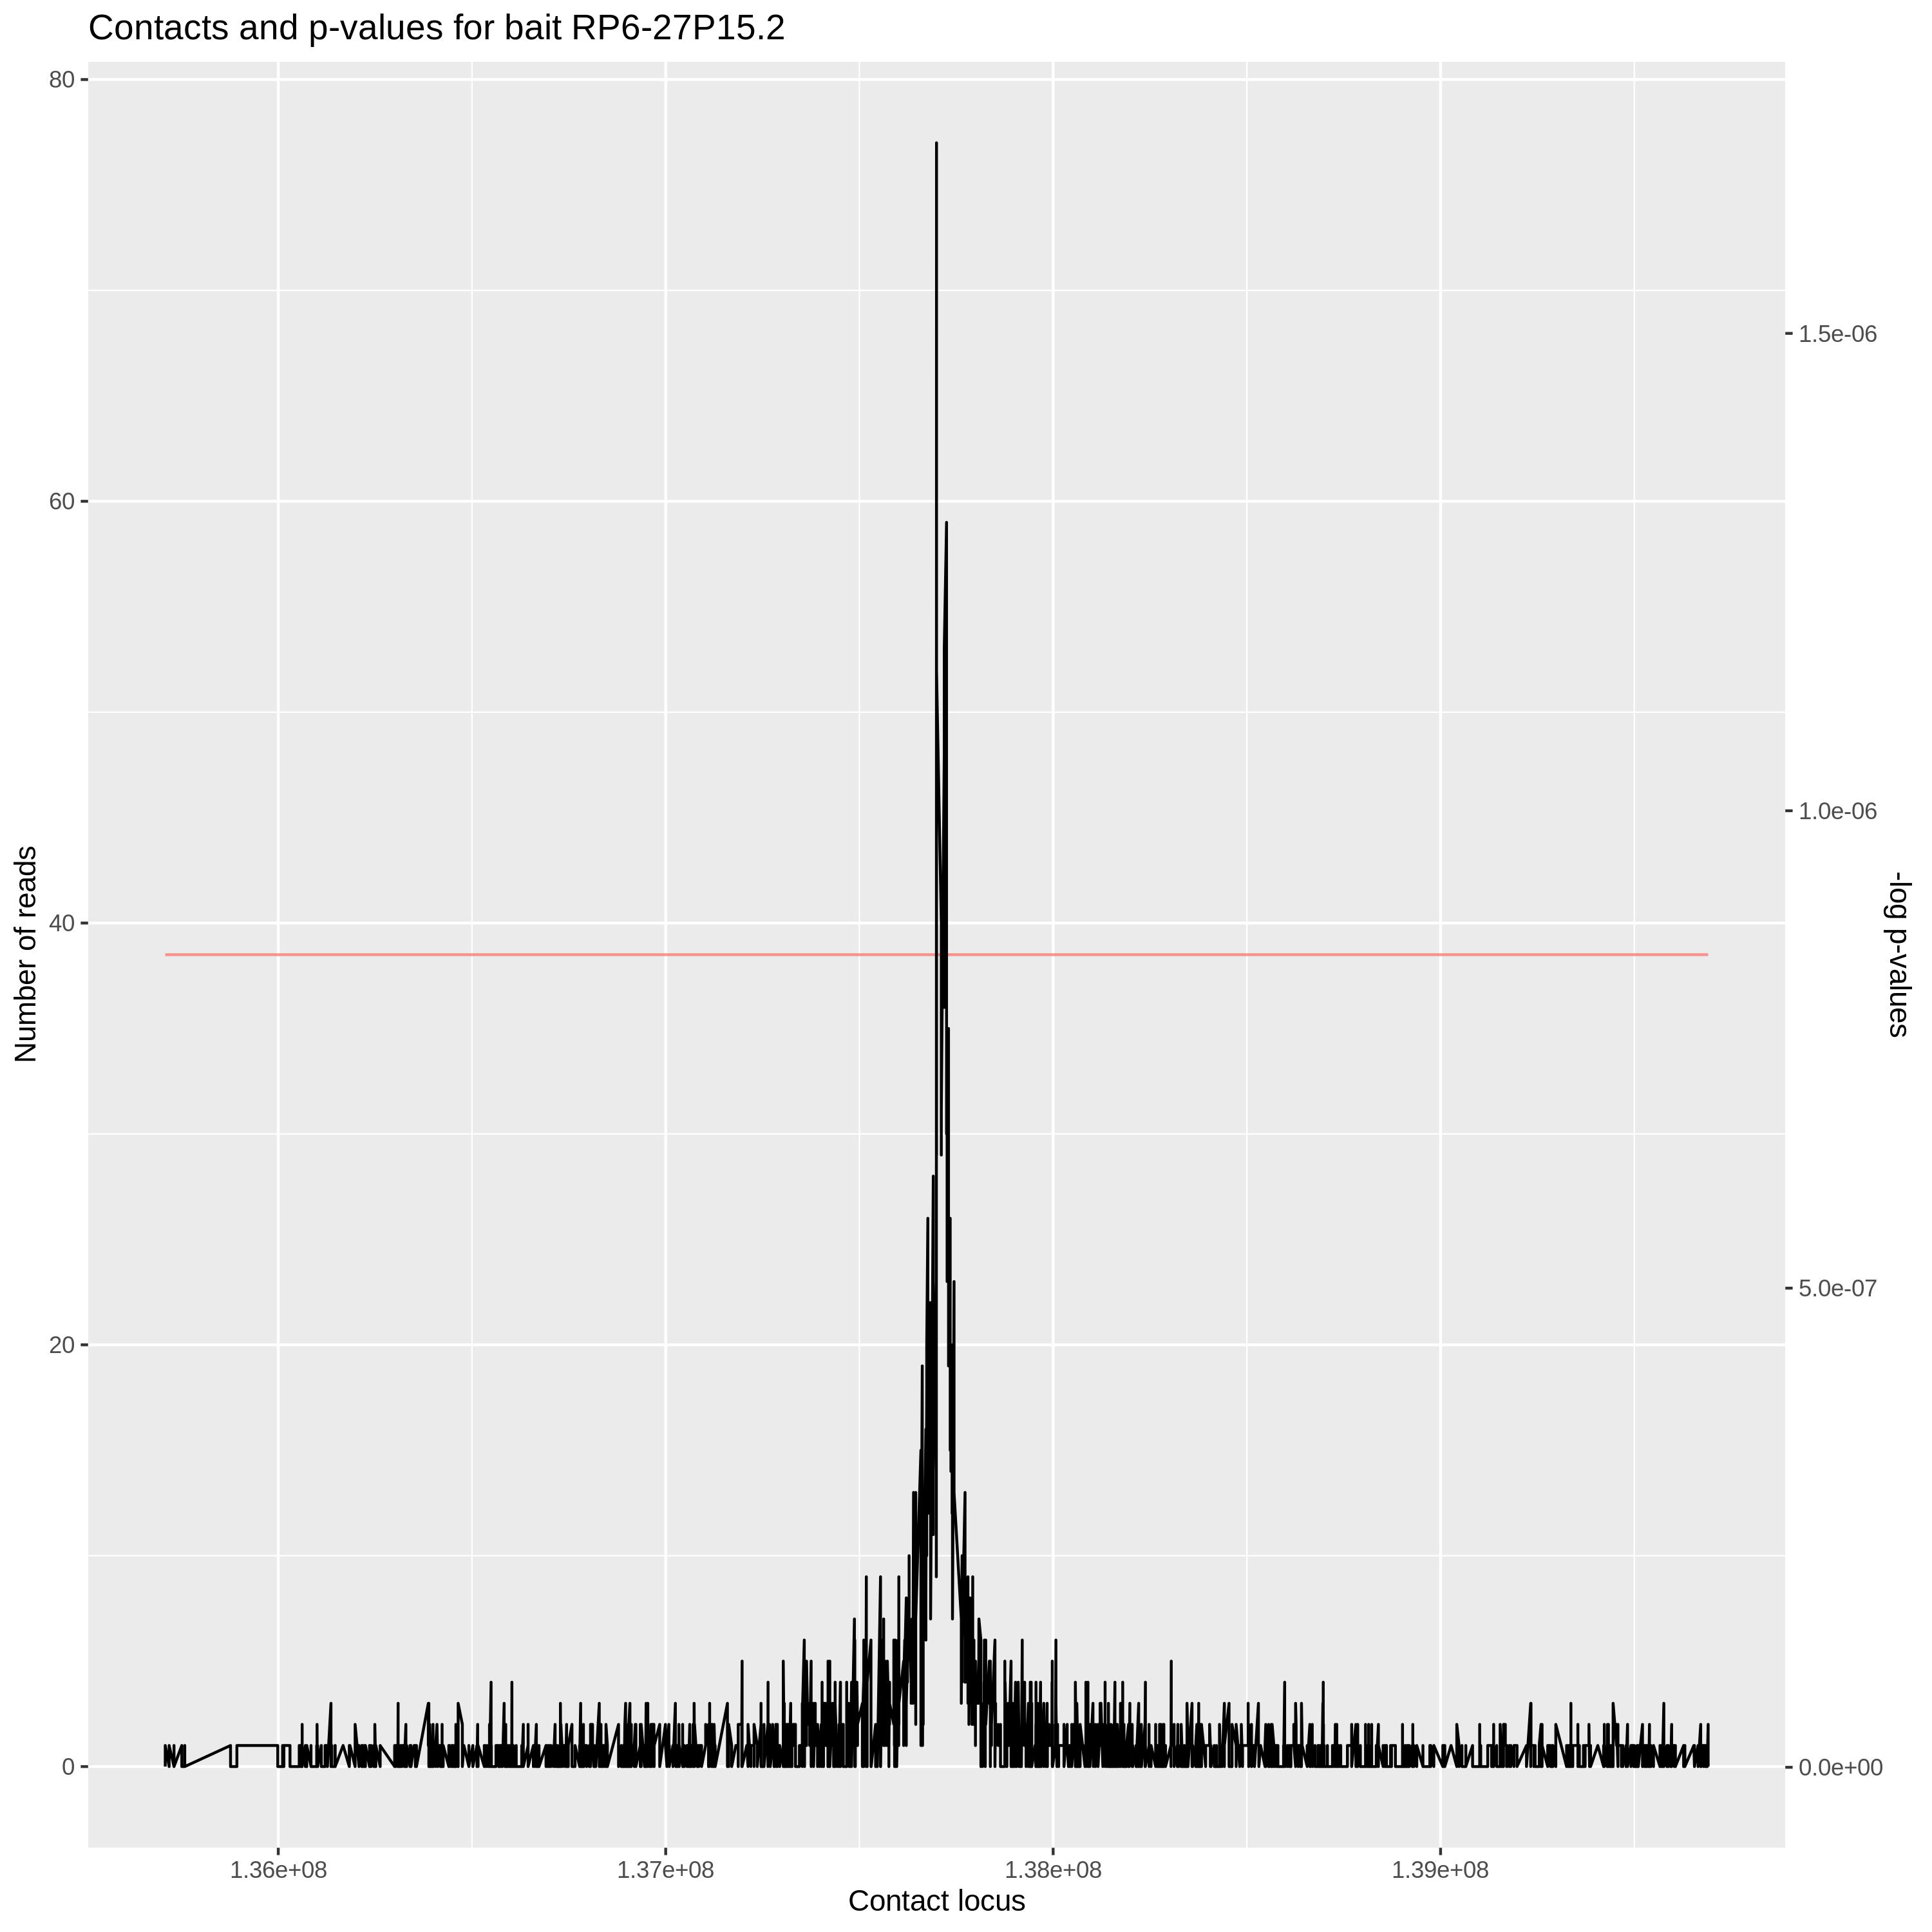 Contacts and p-values for bait RP6-27P15.2
80
60
40
20
0
Number of reads
1.5e-06
1.0e-06
5.0e-07
0.0e+00
-log p-values
1.36e+08
1.37e+08
1.38e+08
1.39e+08
Contact locus